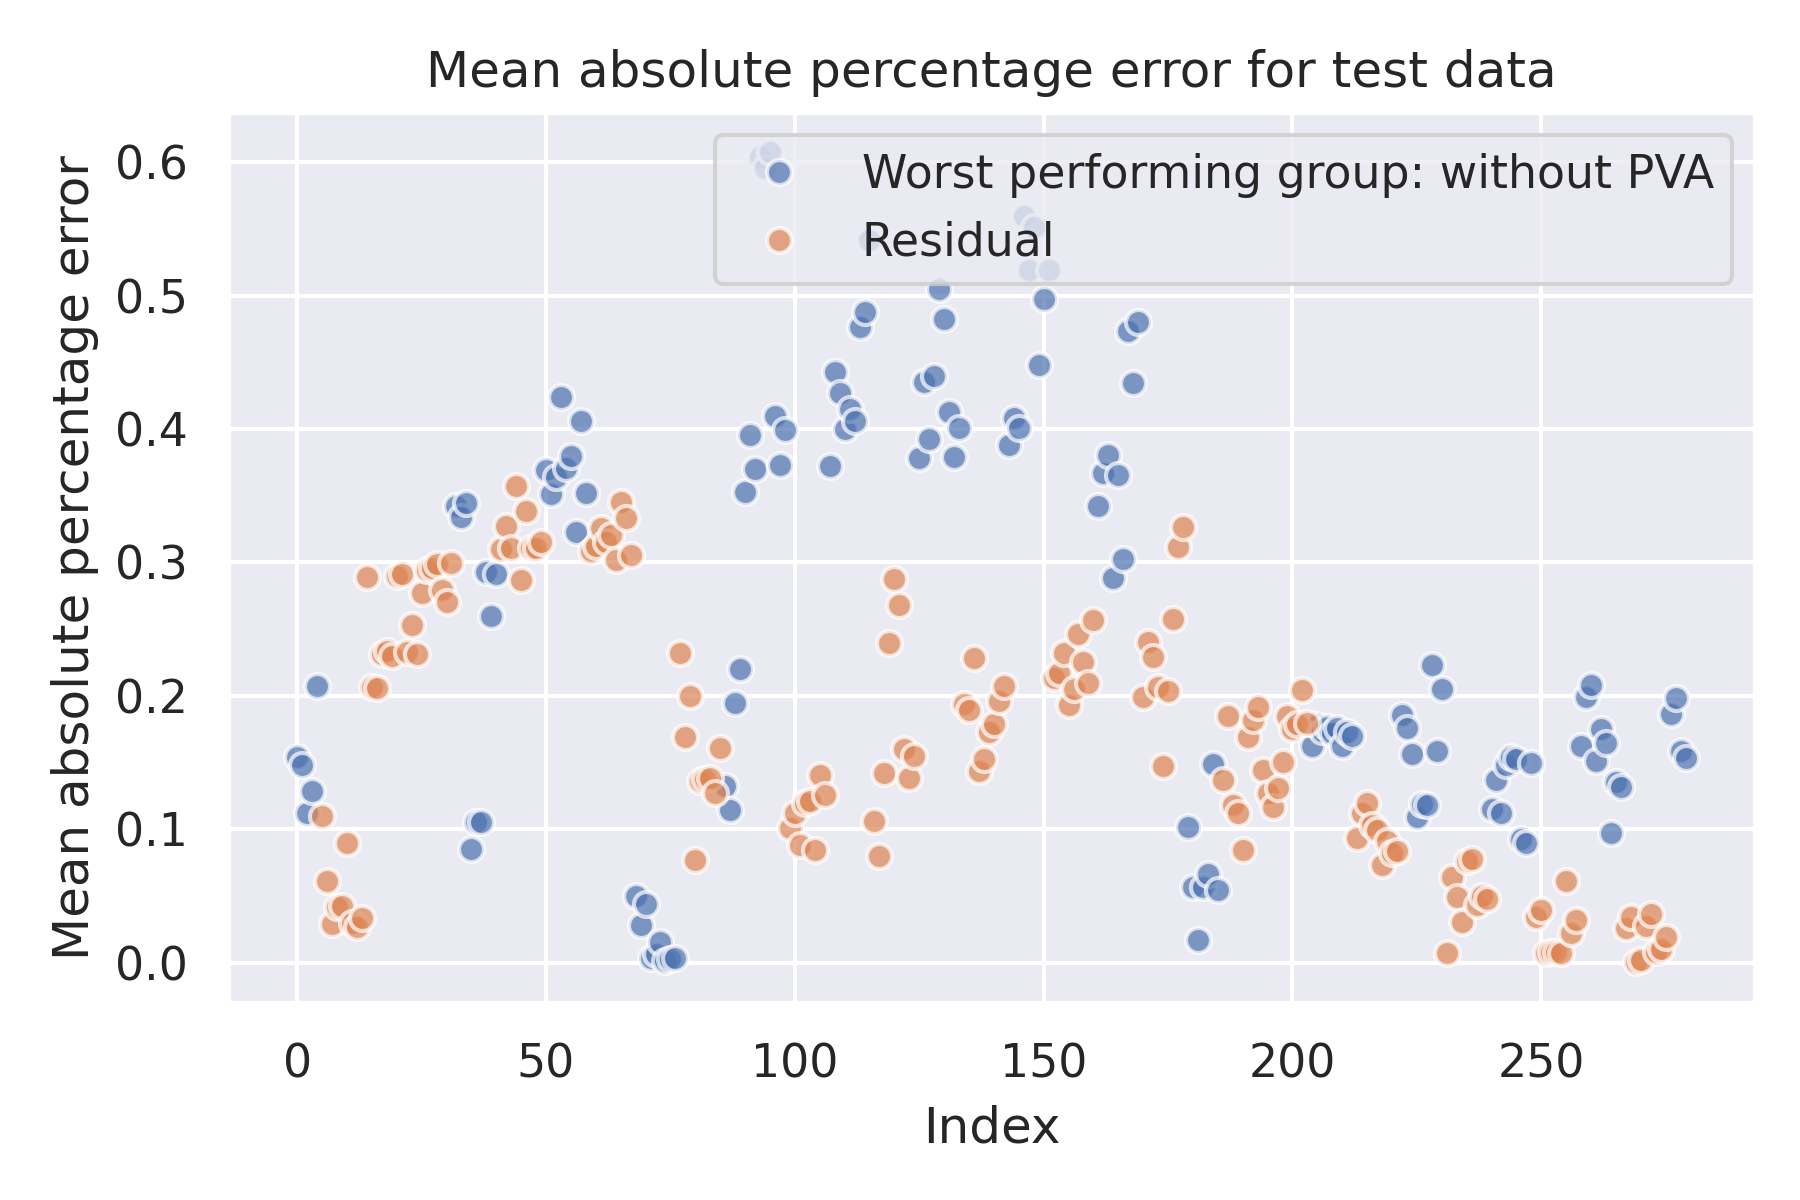 Mean absolute percentage error for test data
Mean absolute percentage error
0.6
0.5
0.4
0.3
0.2
0.1
0.0
Worst performing group: without PVA
Residual
0 50 100 150 200 250
Index